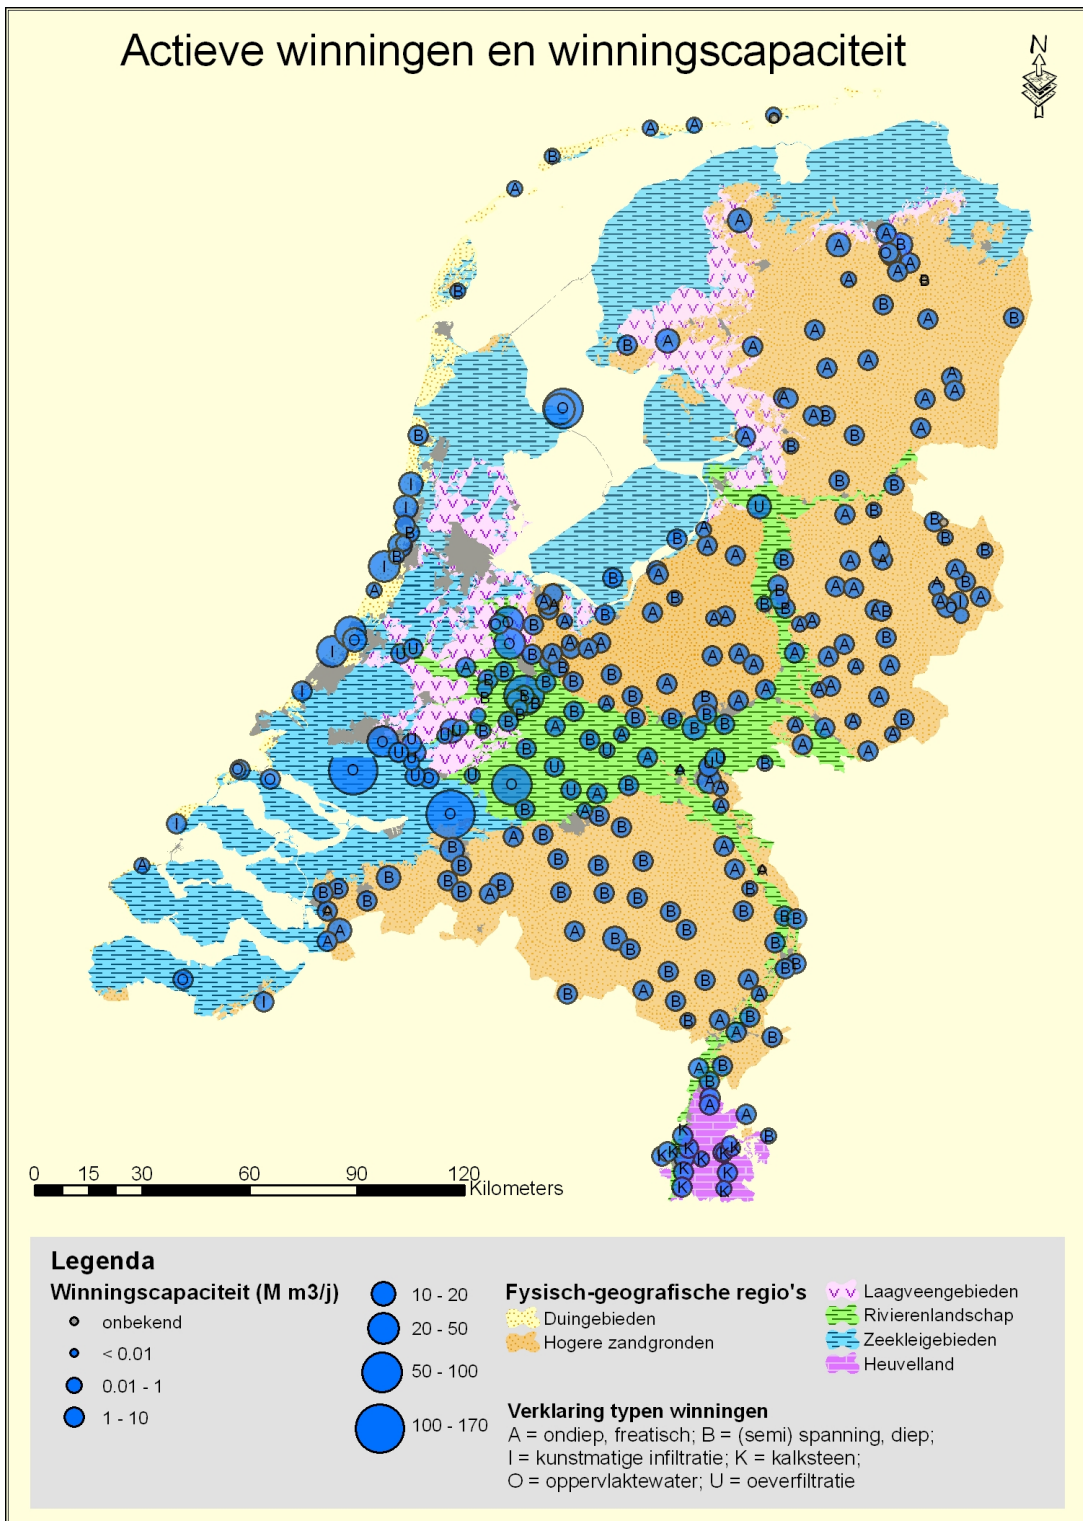 Actieve winningen en winningscapaciteit
N
0 15 30 60 90 120
Kilometers
Legenda
Winningscapaciteit (M m3/j)
onbekend
< 0.01
0.01 - 1
1 - 10
10 - 20
20 - 50
50 - 100
100 - 170
Fysisch-geografische regio's
Duingebieden
Hogere zandgronden
Laagveengebieden
Rivierenlandschap
Zeekleigebieden
Heuvelland
Verklaring typen winningen
A = ondiep, freatisch; B = (semi) spanning, diep;
I = kunstmatige infiltratie; K = kalksteen;
O = oppervlaktewater; U = oeverfiltratie